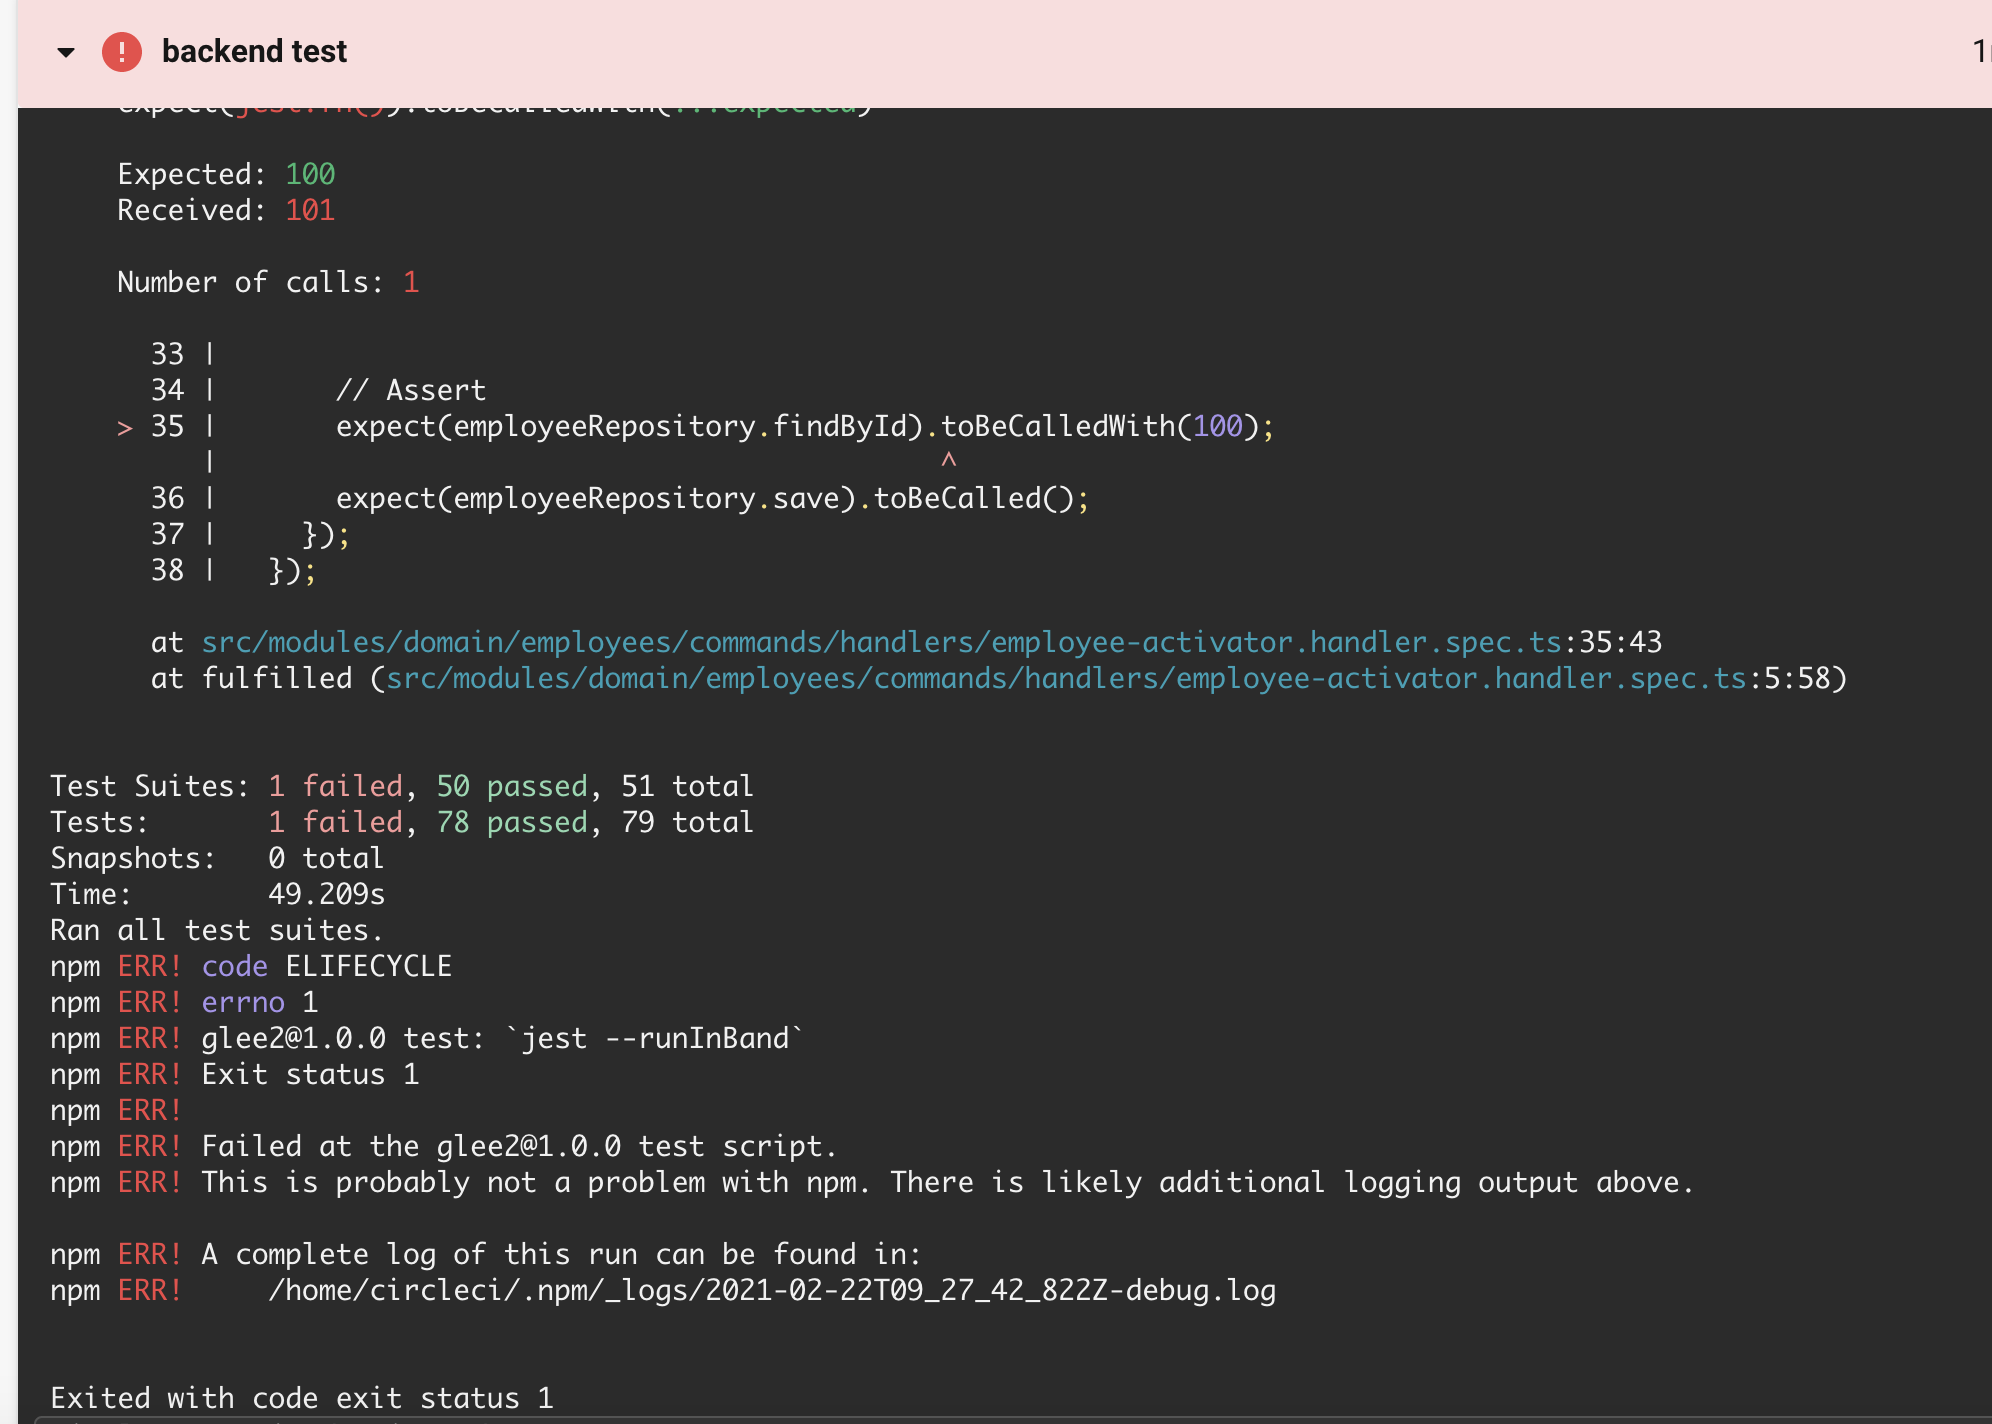 backend test
expect(jest.fn()).toBeCalledWith(...expected)
Expected: 100
Received: 101
Number of calls: 1
33 |
34 |       // Assert
> 35 |       expect(employeeRepository.findById).toBeCalledWith(100);
|                                           ^
36 |       expect(employeeRepository.save).toBeCalled();
37 |     });
38 |   });
at src/modules/domain/employees/commands/handlers/employee-activator.handler.spec.ts:35:43
at fulfilled (src/modules/domain/employees/commands/handlers/employee-activator.handler.spec.ts:5:58)
Test Suites: 1 failed, 50 passed, 51 total
Tests:       1 failed, 78 passed, 79 total
Snapshots:   0 total
Time:        49.209s
Ran all test suites.
npm ERR! code ELIFECYCLE
npm ERR! errno 1
npm ERR! glee2@1.0.0 test: `jest --runInBand`
npm ERR! Exit status 1
npm ERR!
npm ERR! Failed at the glee2@1.0.0 test script.
npm ERR! This is probably not a problem with npm. There is likely additional logging output above.
npm ERR! A complete log of this run can be found in:
npm ERR!     /home/circleci/.npm/_logs/2021-02-22T09_27_42_822Z-debug.log
Exited with code exit status 1